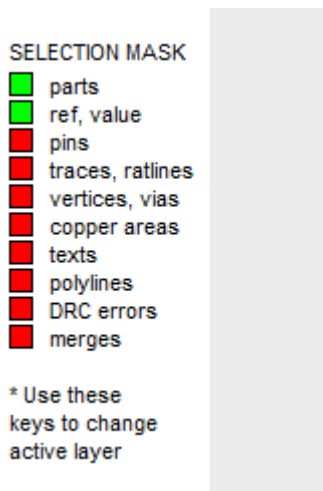 SELECTION MASK
parts
ref, value
pins
traces, ratlines
vertices, vias
copper areas
texts
polylines
DRC errors
merges
* Use these
keys to change
active layer